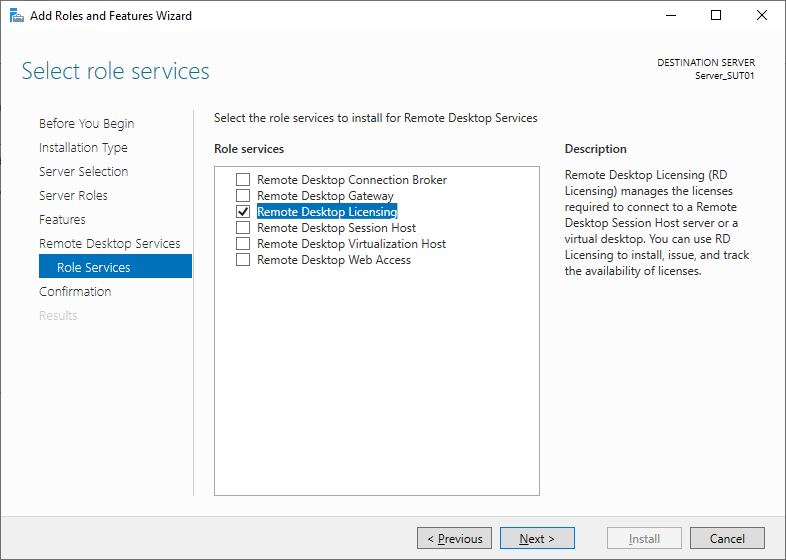 Add Roles and Features Wizard
Select role services
DESTINATION SERVER
Server_SUT01
Before You Begin
Installation Type
Server Selection
Server Roles
Features
Remote Desktop Services
Role Services
Confirmation
Results
Select the role services to install for Remote Desktop Services
Role services
Remote Desktop Connection Broker
Remote Desktop Gateway
Remote Desktop Licensing
Remote Desktop Session Host
Remote Desktop Virtualization Host
Remote Desktop Web Access
Description
Remote Desktop Licensing (RD
Licensing) manages the licenses
required to connect to a Remote
Desktop Session Host server or a
virtual desktop. You can use RD
Licensing to install, issue, and track
the availability of licenses.
< Previous
Next >
Install
Cancel